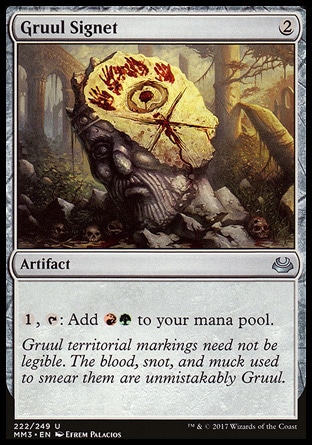 Gruul Signet 2
Artifact
1, : Add to your mana pool.
Gruul territorial markings need not be
legible. The blood, snot, and muck used
to smear them are unmistakably Gruul.
222/249 U
MM3 • EN Efrem Palacios
™ & © 2017 Wizards of the Coast